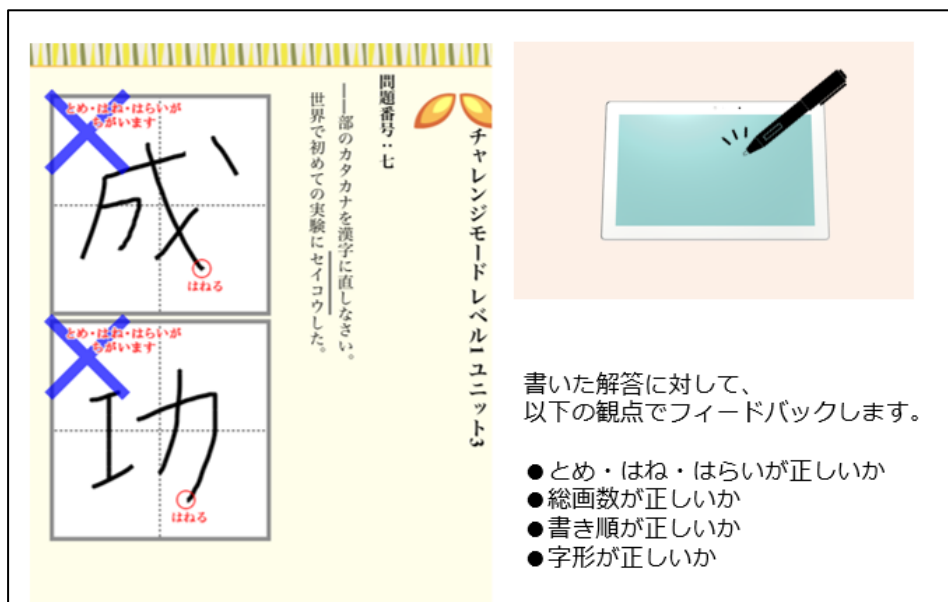 チャレンジモード レベル1 ユニット3
問題番号：七
――部のカタカナを漢字に直しなさい。
世界で初めての実験にセイコウした。
とめ・はね・はらいが
ちがいます
成
はねる
とめ・はね・はらいが
ちがいます
功
はねる
書いた解答に対して、
以下の観点でフィードバックします。
●とめ・はね・はらいが正しいか
●総画数が正しいか
●書き順が正しいか
●字形が正しいか